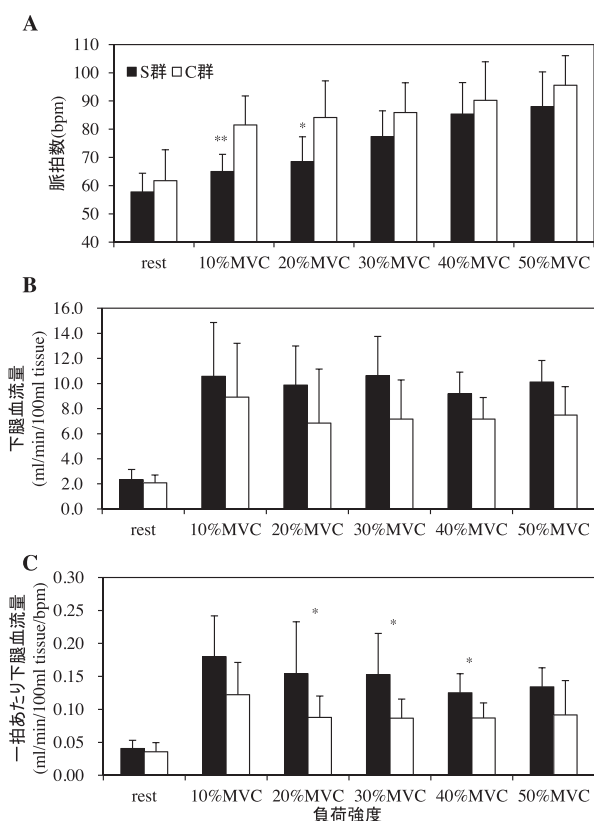 A
脈拍数(bpm)
110
100
90
80
70
60
50
40
■S群 □C群
**
*
rest 10%MVC 20%MVC 30%MVC 40%MVC 50%MVC
B
下腿血流量
(ml/min/100ml tissue)
16.0
14.0
12.0
10.0
8.0
6.0
4.0
2.0
0.0
rest 10%MVC 20%MVC 30%MVC 40%MVC 50%MVC
C
一拍あたり下腿血流量
(ml/min/100ml tissue/bpm)
0.30
0.25
0.20
0.15
0.10
0.05
0.00
*
*
*
rest 10%MVC 20%MVC 30%MVC 40%MVC 50%MVC
負荷強度